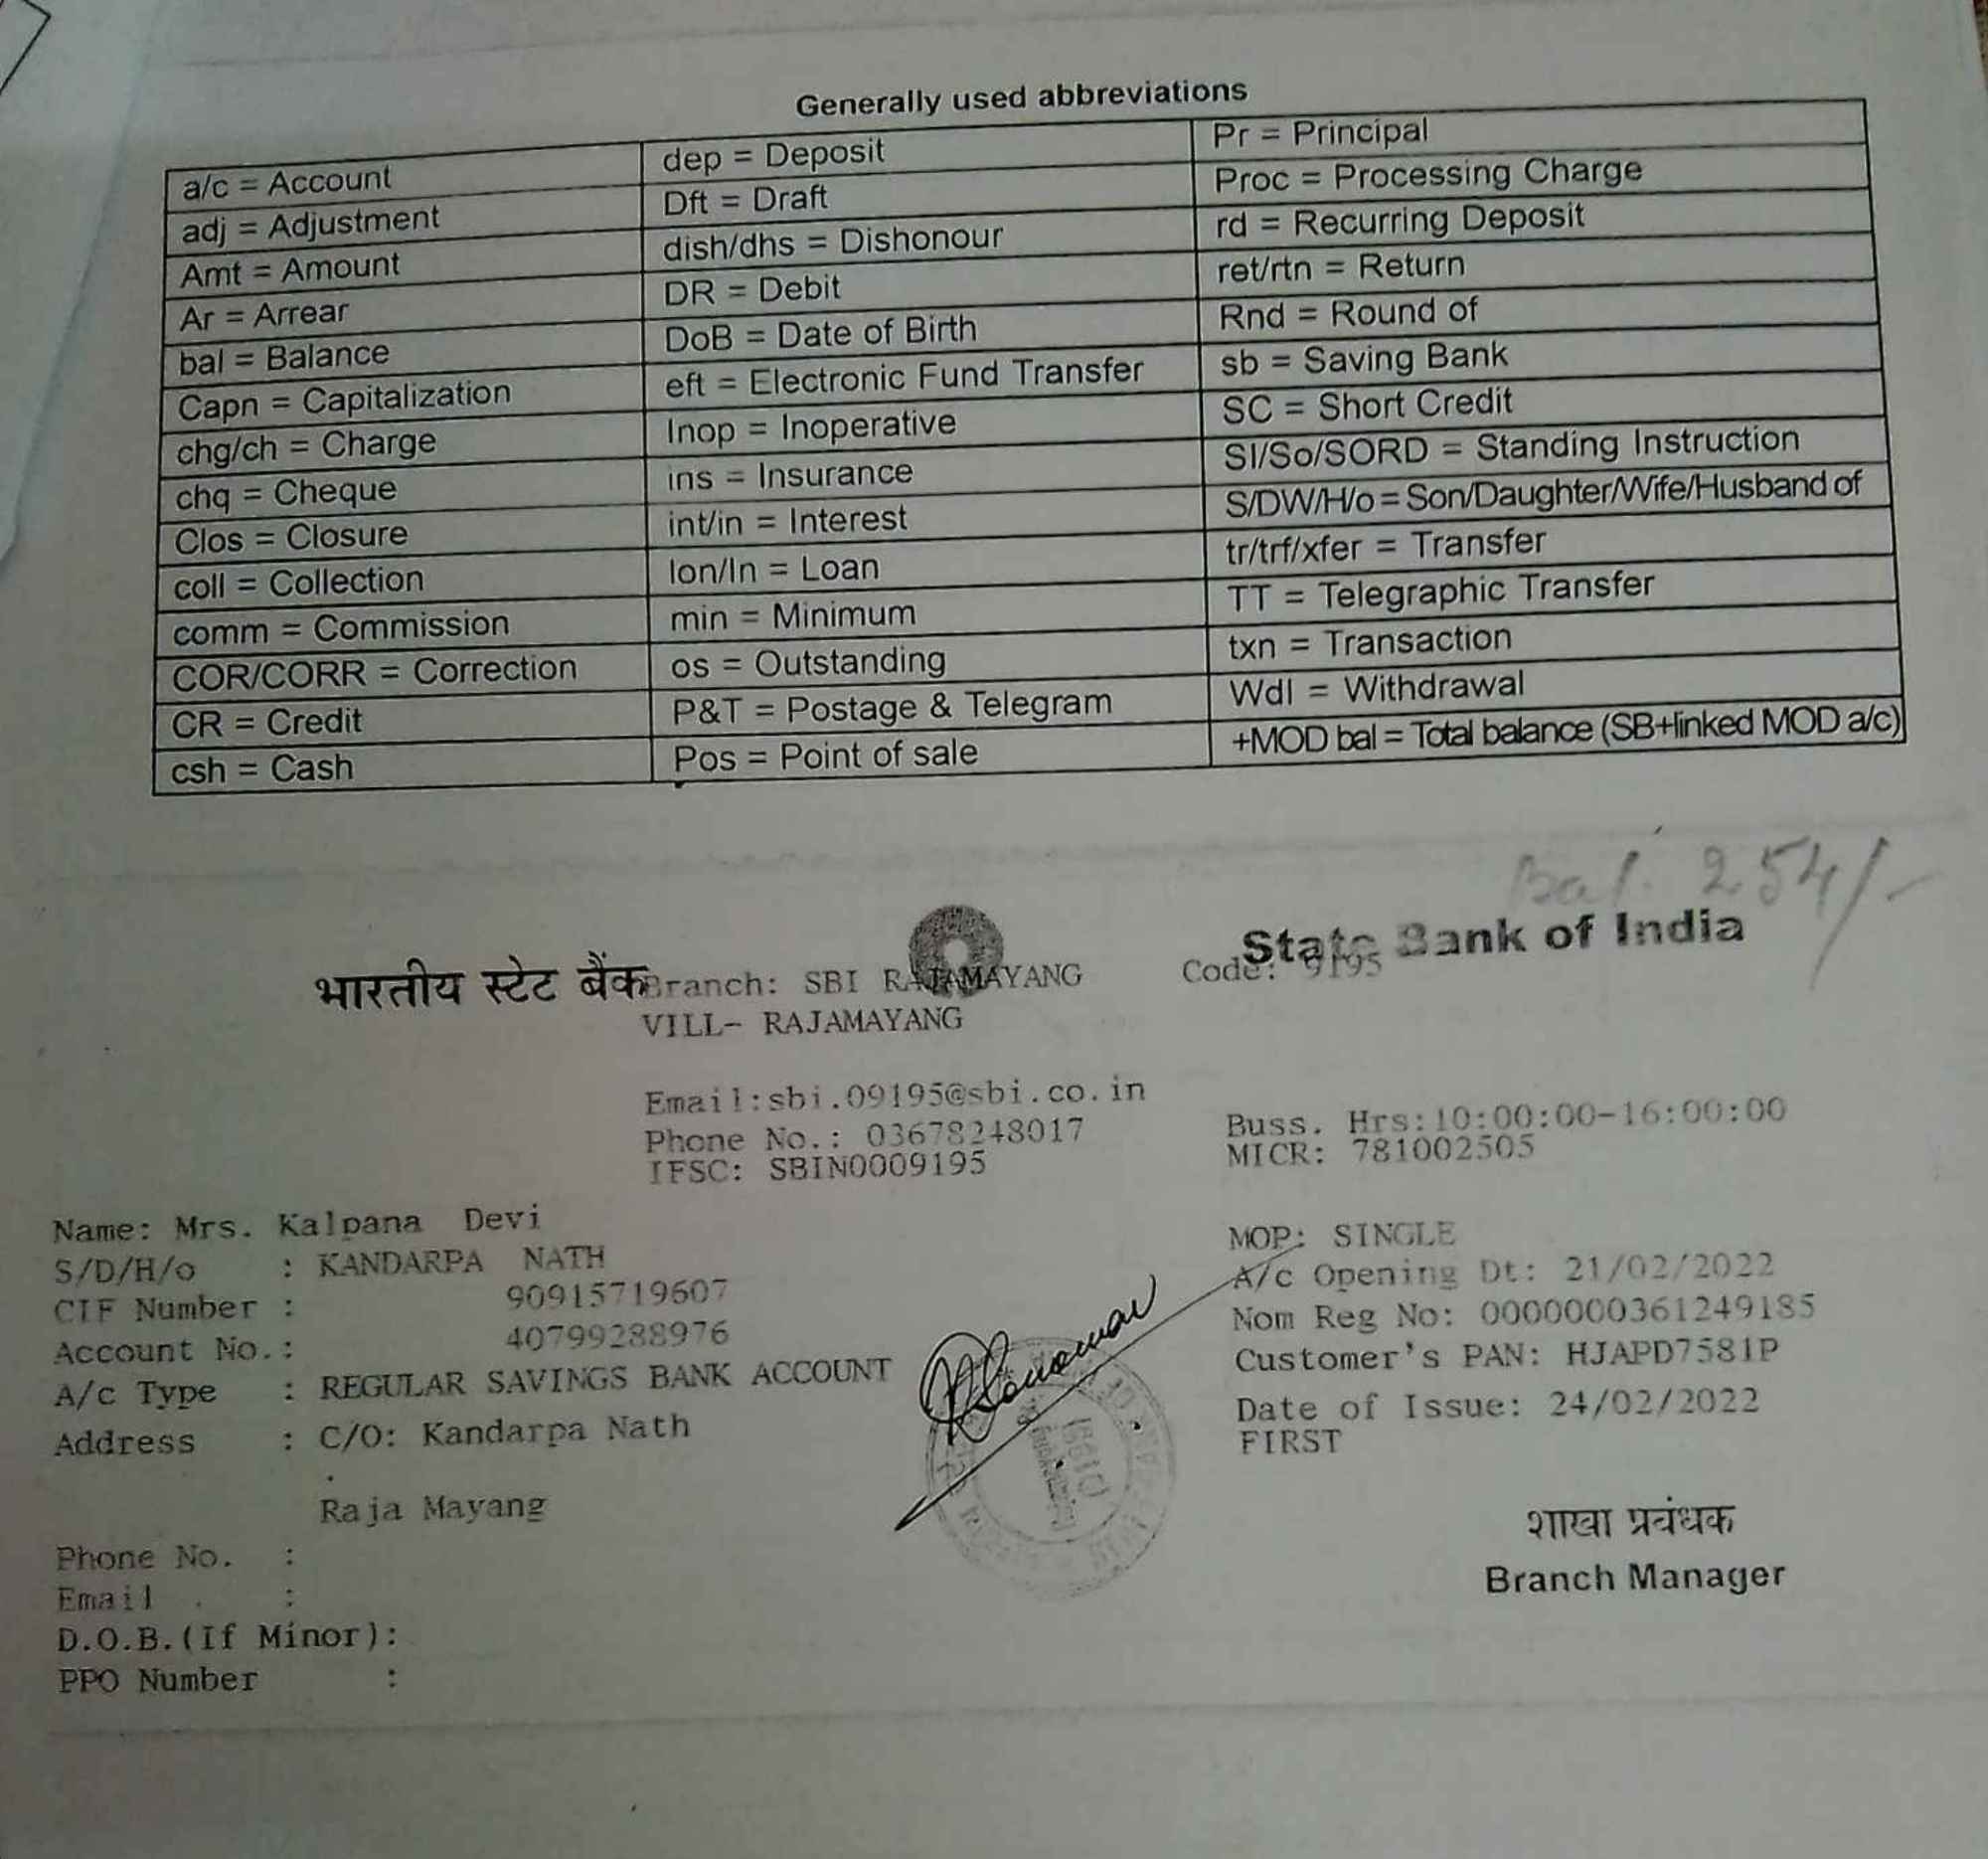 Generally used abbreviations
a/c = Account
adj = Adjustment
Amt = Amount
Ar = Arrear
bal = Balance
Capn = Capitalization
chg/ch = Charge
chq = Cheque
Clos = Closure
coll = Collection
comm = Commission
COR/CORR = Correction
CR = Credit
csh = Cash
dep = Deposit
Dft = Draft
dish/dhs = Dishonour
DR = Debit
DoB = Date of Birth
eft = Electronic Fund Transfer
Inop = Inoperative
ins = Insurance
int/in = Interest
lon/ln = Loan
min = Minimum
os = Outstanding
P&T = Postage & Telegram
Pos = Point of sale
Pr = Principal
Proc = Processing Charge
rd = Recurring Deposit
ret/rtn = Return
Rnd = Round of
sb = Saving Bank
SC = Short Credit
SI/So/SORD = Standing Instruction
S/DW/H/o = Son/Daughter/Wife/Husband of
tr/trf/xfer = Transfer
TT = Telegraphic Transfer
txn = Transaction
Wdl = Withdrawal
+MOD bal = Total balance (SB+linked MOD a/c)
Bal. 254/-
भारतीय स्टेट बैंक
State Bank of India
Branch: SBI RAJAMAYANG Code: 9195
VILL- RAJAMAYANG
Email:sbi.09195@sbi.co.in
Phone No.: 03678248017
IFSC: SBIN0009195
Buss. Hrs:10:00:00-16:00:00
MICR: 781002505
Name: Mrs. Kalpana Devi
S/D/H/o : KANDARPA NATH
CIF Number : 90915719607
Account No.: 40799288976
A/c Type : REGULAR SAVINGS BANK ACCOUNT
Address : C/O: Kandarpa Nath
.
Raja Mayang
Phone No. :
Email :
D.O.B.(If Minor):
PPO Number :
MOP: SINGLE
A/c Opening Dt: 21/02/2022
Nom Reg No: 0000000361249185
Customer's PAN: HJAPD7581P
Date of Issue: 24/02/2022
FIRST
शाखा प्रबंधक
Branch Manager